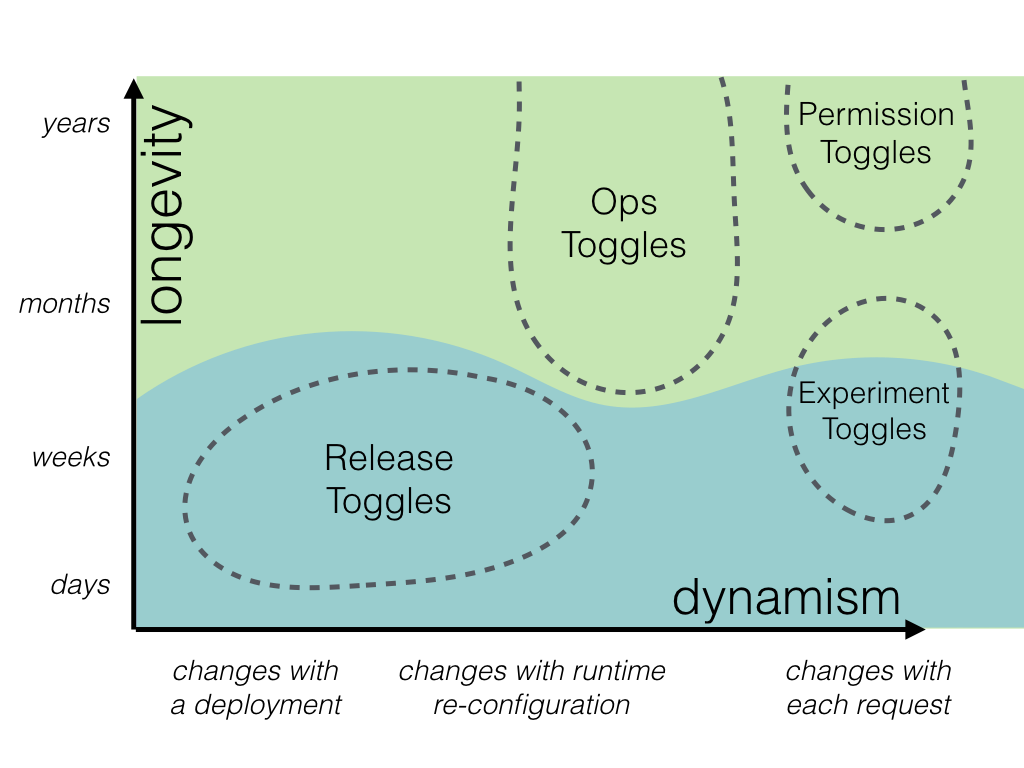 years
longevity
months
weeks
days
Permission
Toggles
Ops
Toggles
Experiment
Toggles
Release
Toggles
dynamism
changes with
a deployment
changes with runtime
re-configuration
changes with
each request